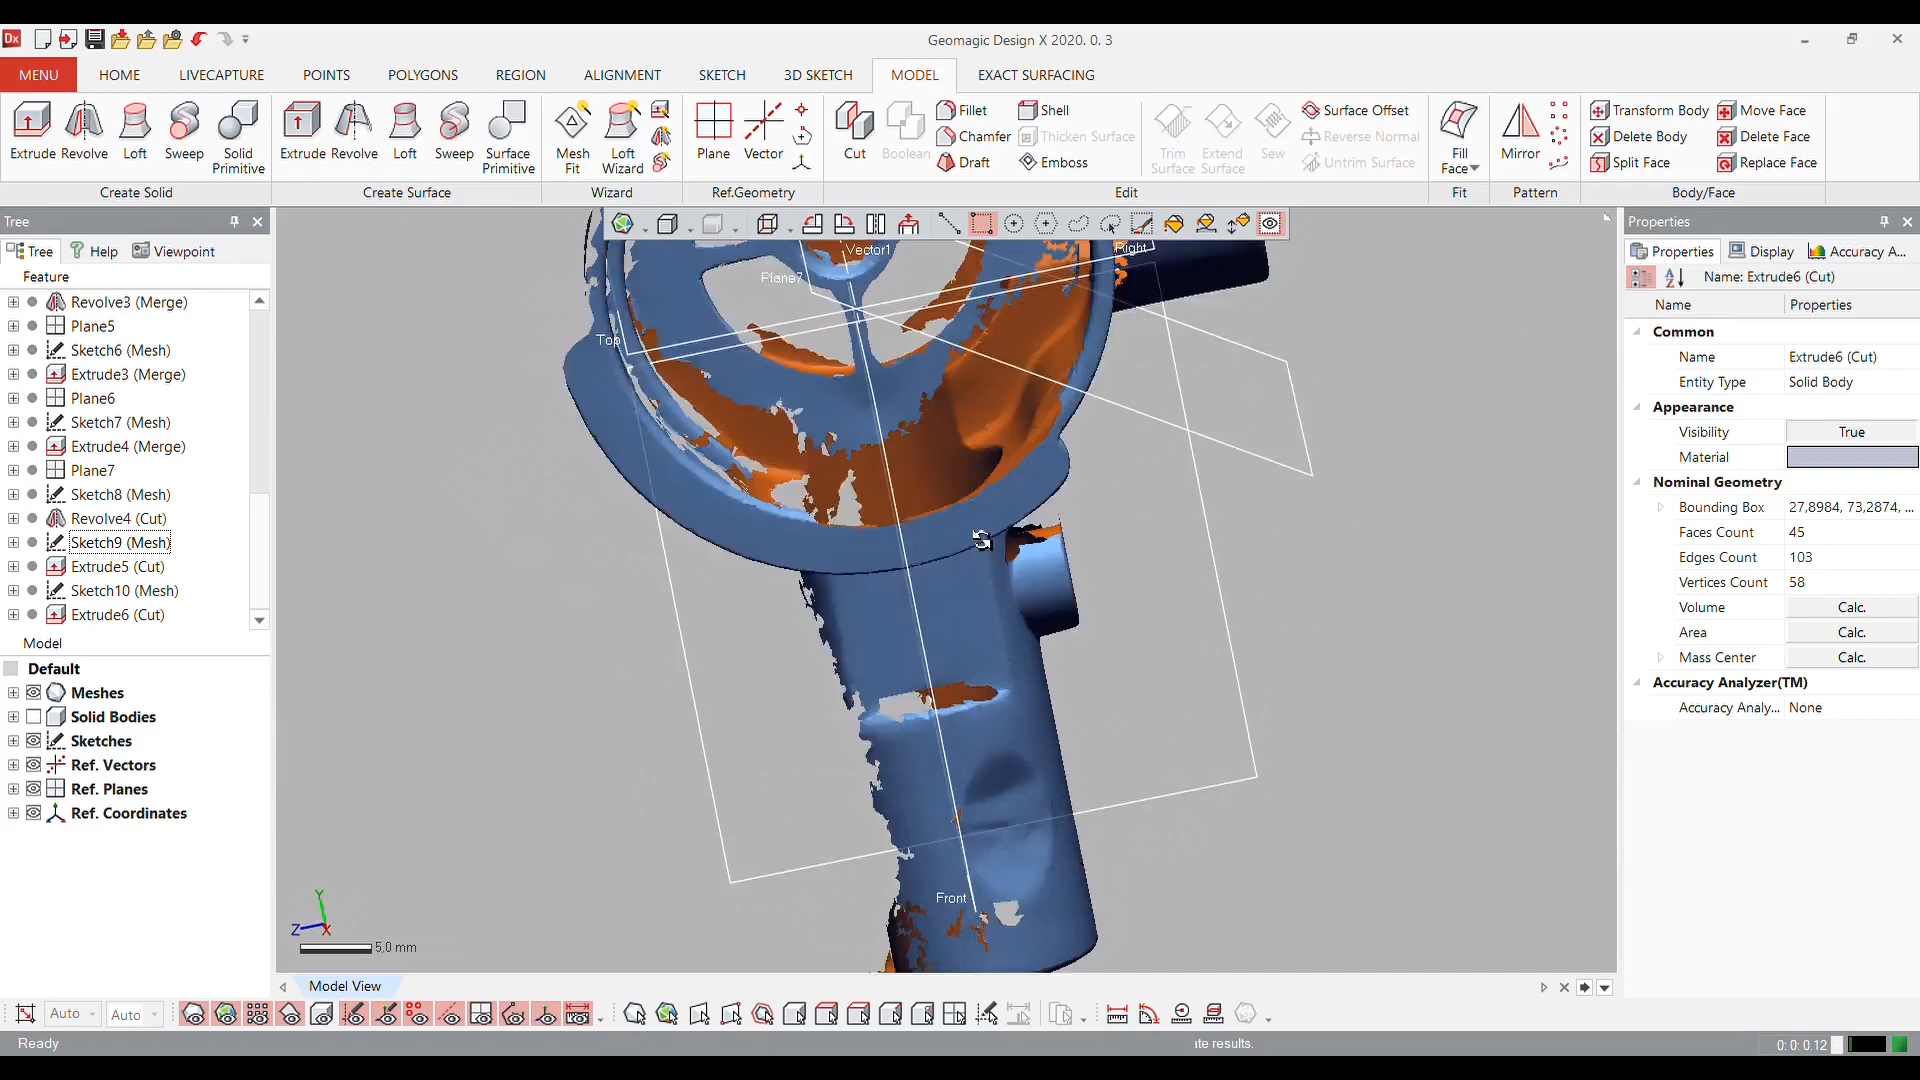 Dx
Geomagic Design X 2020. 0. 3
MENU HOME LIVECAPTURE POINTS POLYGONS REGION ALIGNMENT SKETCH 3D SKETCH MODEL EXACT SURFACING
Extrude Revolve Loft Sweep Solid Primitive
Create Solid
Extrude Revolve Loft Sweep Surface Primitive
Create Surface
Mesh Fit Loft Wizard
Wizard
Plane Vector
Ref.Geometry
Cut Boolean Fillet Chamfer Draft Shell Thicken Surface Emboss Trim Surface Extend Surface Sew Surface Offset Reverse Normal Untrim Surface
Edit
Fill Face
Fit
Mirror
Pattern
Transform Body Delete Body Split Face Move Face Delete Face Replace Face
Body/Face
Tree
Tree Help Viewpoint
Feature
Revolve3 (Merge)
Plane5
Sketch6 (Mesh)
Extrude3 (Merge)
Plane6
Sketch7 (Mesh)
Extrude4 (Merge)
Plane7
Sketch8 (Mesh)
Revolve4 (Cut)
Sketch9 (Mesh)
Extrude5 (Cut)
Sketch10 (Mesh)
Extrude6 (Cut)
Model
Default
Meshes
Solid Bodies
Sketches
Ref. Vectors
Ref. Planes
Ref. Coordinates
Vector1
Right
Plane7
Top
Front
Y
Z X
5,0 mm
Model View
Properties
Properties Display Accuracy A...
Name: Extrude6 (Cut)
Name Properties
Common
Name Extrude6 (Cut)
Entity Type Solid Body
Appearance
Visibility True
Material
Nominal Geometry
Bounding Box 27,8984, 73,2874, ...
Faces Count 45
Edges Count 103
Vertices Count 58
Volume Calc.
Area Calc.
Mass Center Calc.
Accuracy Analyzer(TM)
Accuracy Analy... None
Auto Auto
Ready
ate results.
0: 0: 0.12